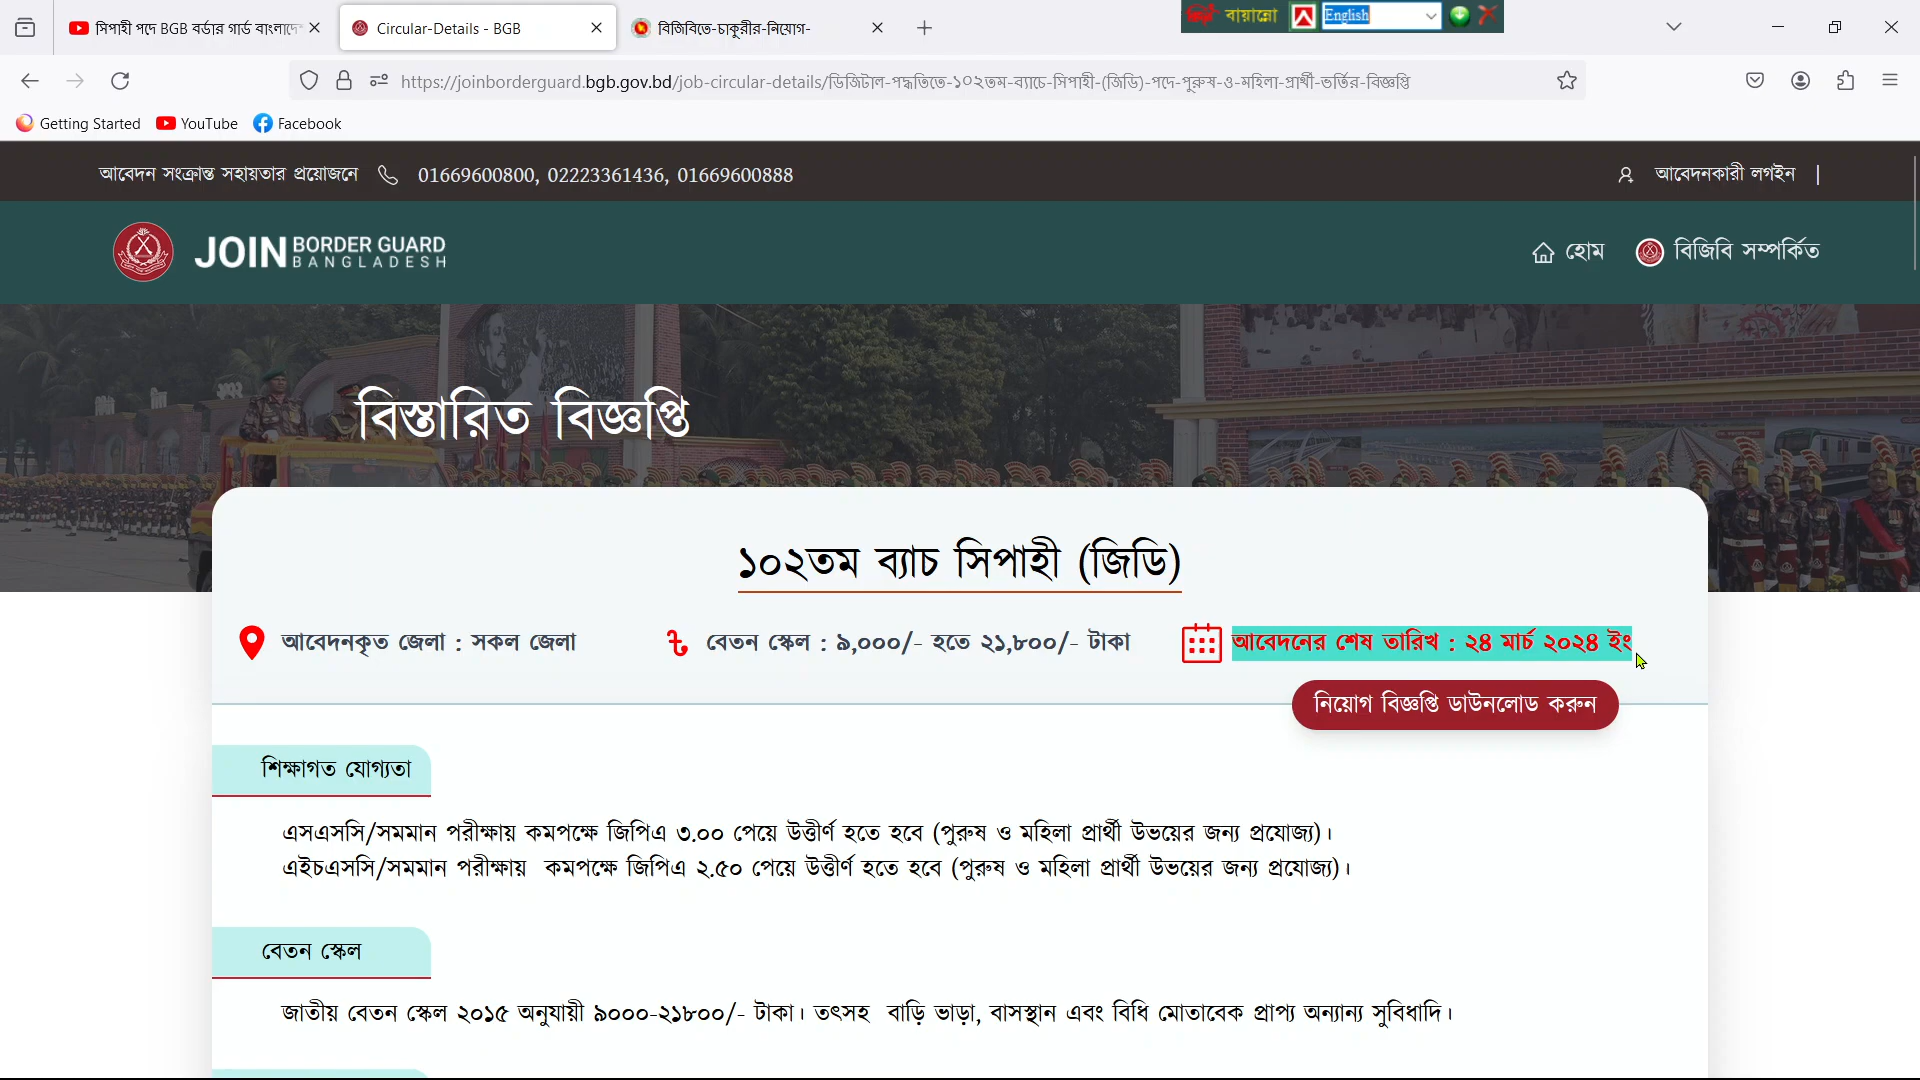 সিপাহী পদে BGB বর্ডার গার্ড বাংলাদে
Circular-Details - BGB
বিজিবিতে-চাকুরীর-নিয়োগ-
বায়ান্নো
English
https://joinborderguard.bgb.gov.bd/job-circular-details/ডিজিটাল-পদ্ধতিতে-১০২তম-ব্যাচে-সিপাহী-(জিডি)-পদে-পুরুষ-ও-মহিলা-প্রার্থী-ভর্তির-বিজ্ঞপ্তি
Getting Started YouTube Facebook
আবেদন সংক্রান্ত সহায়তার প্রয়োজনে 01669600800, 02223361436, 01669600888
আবেদনকারী লগইন |
JOIN BORDER GUARD BANGLADESH
হোম বিজিবি সম্পর্কিত
বিস্তারিত বিজ্ঞপ্তি
১০২তম ব্যাচ সিপাহী (জিডি)
আবেদনকৃত জেলা : সকল জেলা
বেতন স্কেল : ৯,০০০/- হতে ২১,৮০০/- টাকা
আবেদনের শেষ তারিখ : ২৪ মার্চ ২০২৪ ইং
নিয়োগ বিজ্ঞপ্তি ডাউনলোড করুন
শিক্ষাগত যোগ্যতা
এসএসসি/সমমান পরীক্ষায় কমপক্ষে জিপিএ ৩.০০ পেয়ে উত্তীর্ণ হতে হবে (পুরুষ ও মহিলা প্রার্থী উভয়ের জন্য প্রযোজ্য)।
এইচএসসি/সমমান পরীক্ষায় কমপক্ষে জিপিএ ২.৫০ পেয়ে উত্তীর্ণ হতে হবে (পুরুষ ও মহিলা প্রার্থী উভয়ের জন্য প্রযোজ্য)।
বেতন স্কেল
জাতীয় বেতন স্কেল ২০১৫ অনুযায়ী ৯০০০-২১৮০০/- টাকা। তৎসহ বাড়ি ভাড়া, বাসস্থান এবং বিধি মোতাবেক প্রাপ্য অন্যান্য সুবিধাদি।